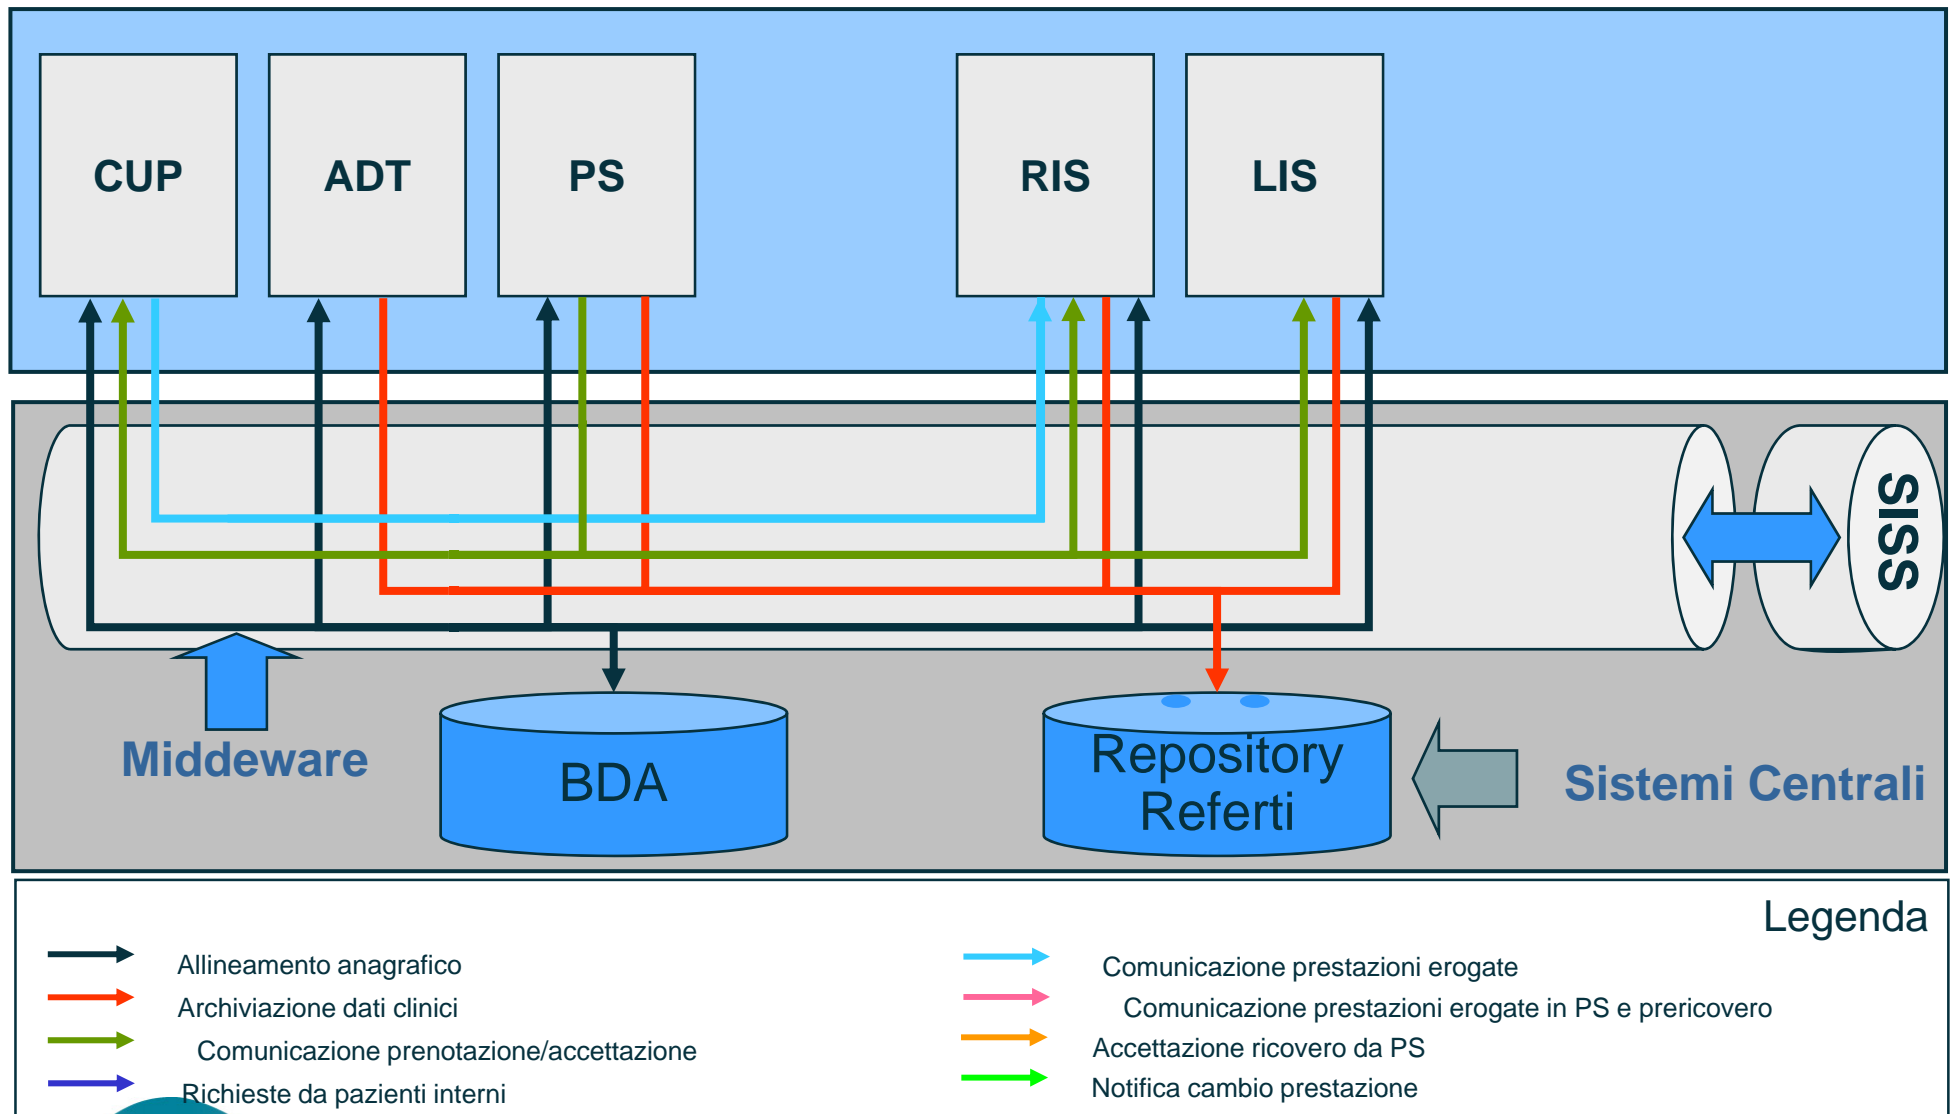 CUP
ADT
PS
RIS
LIS
SISS
Middeware
BDA
Repository
Referti
Sistemi Centrali
Legenda
Allineamento anagrafico
Archiviazione dati clinici
Comunicazione prenotazione/accettazione
Richieste da pazienti interni
Comunicazione prestazioni erogate
Comunicazione prestazioni erogate in PS e prericovero
Accettazione ricovero da PS
Notifica cambio prestazione